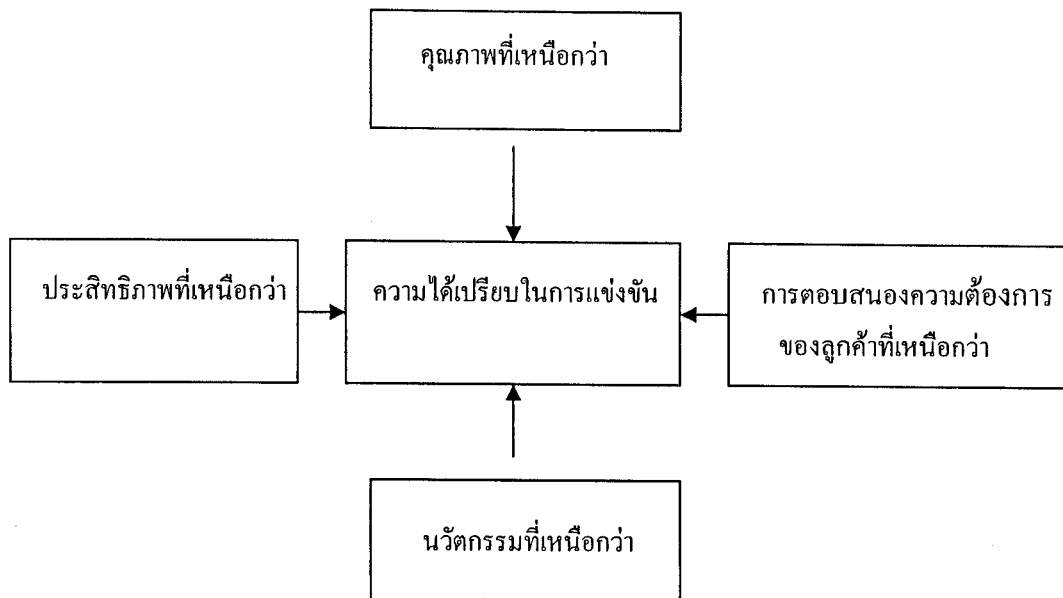 คุณภาพที่เหนือกว่า
ประสิทธิภาพที่เหนือกว่า
ความได้เปรียบในการแข่งขัน
การตอบสนองความต้องการ
ของลูกค้าที่เหนือกว่า
นวัตกรรมที่เหนือกว่า